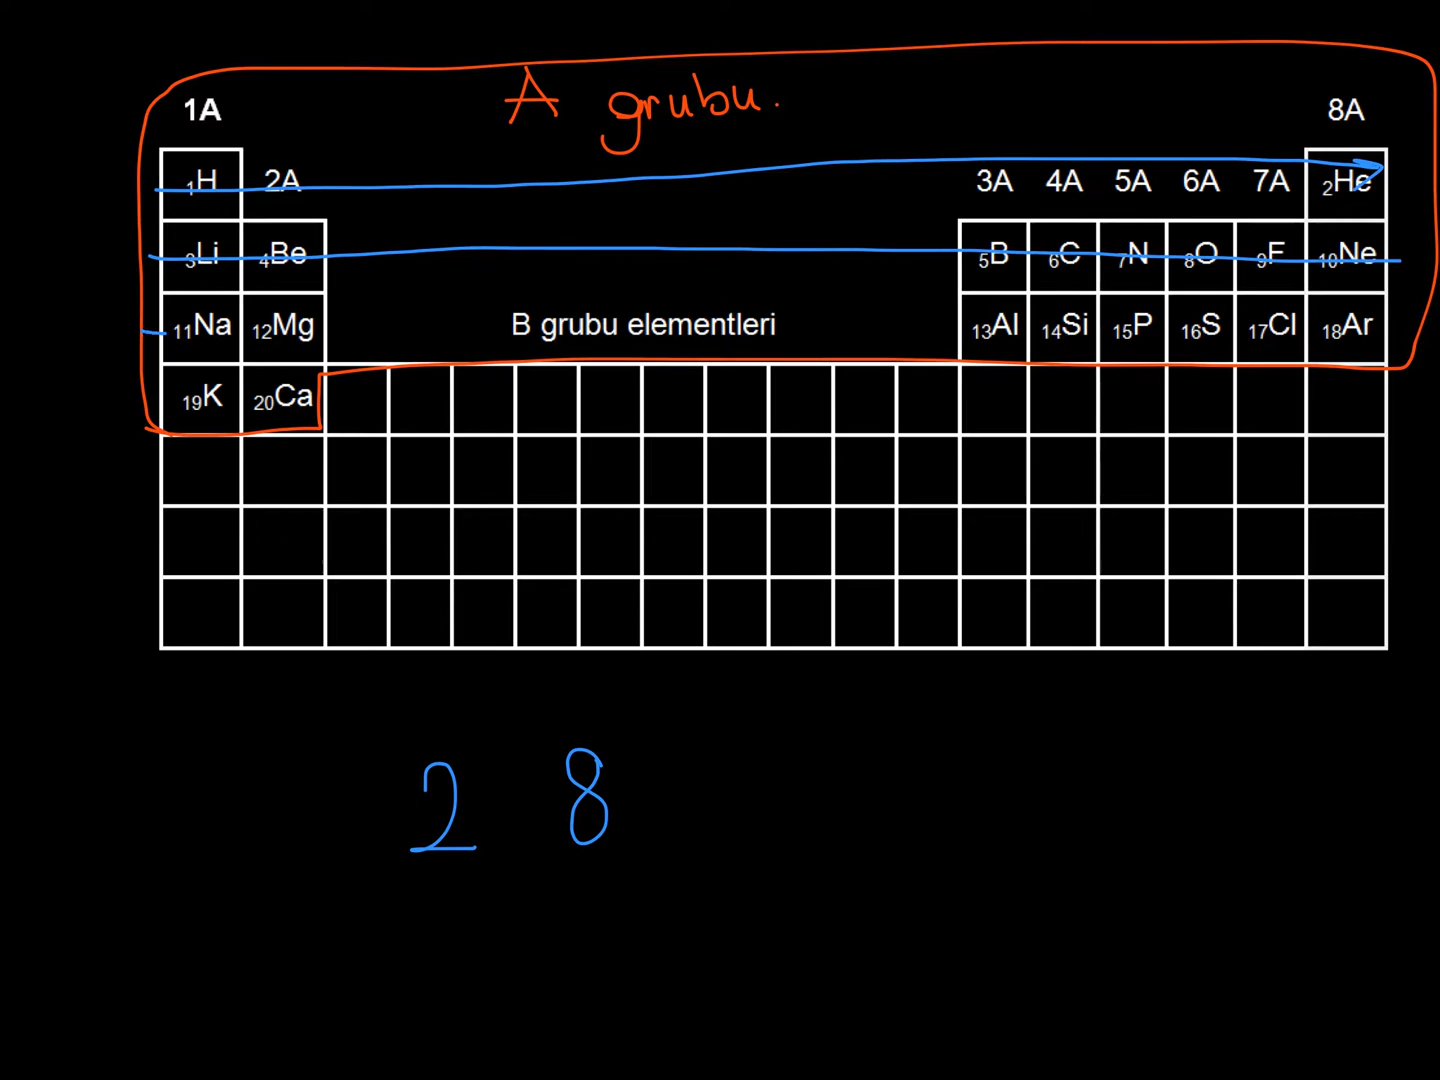 A grubu.
1A 8A
1H 2A 3A 4A 5A 6A 7A 2He
3Li 4Be 5B 6C 7N 8O 9F 10Ne
11Na 12Mg B grubu elementleri 13Al 14Si 15P 16S 17Cl 18Ar
19K 20Ca
2 8